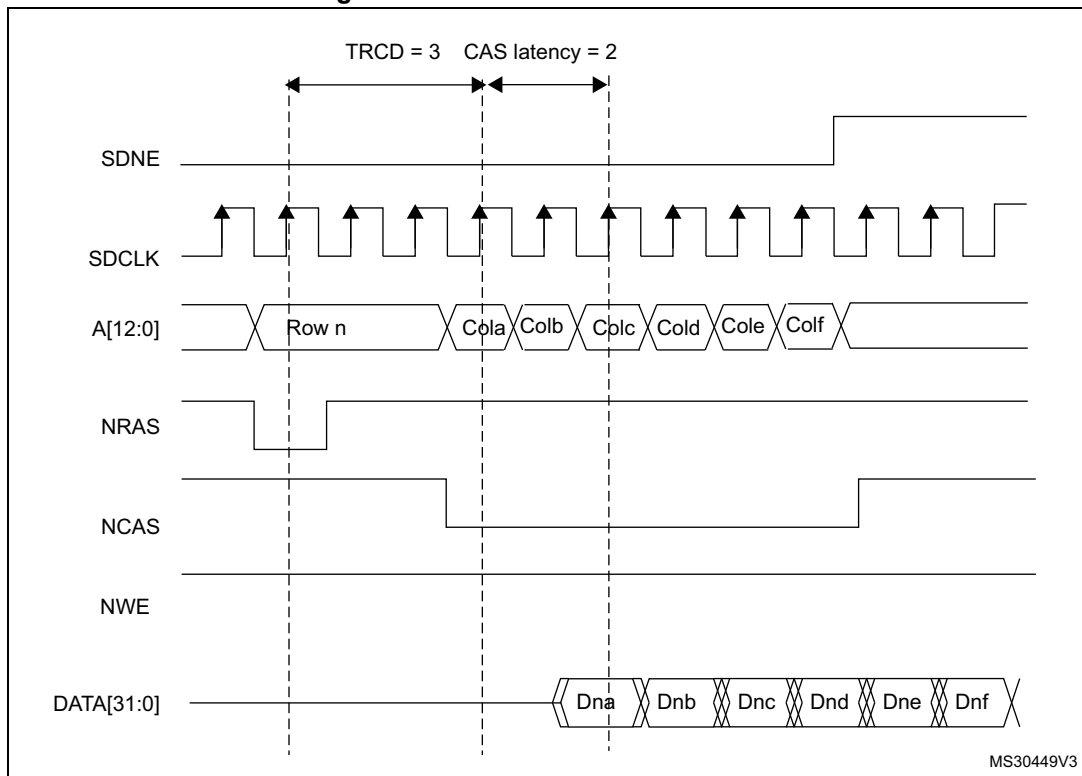 TRCD = 3 CAS latency = 2
SDNE
SDCLK
A[12:0] Row n Cola Colb Colc Cold Cole Colf
NRAS
NCAS
NWE
DATA[31:0] Dna Dnb Dnc Dnd Dne Dnf
MS30449V3